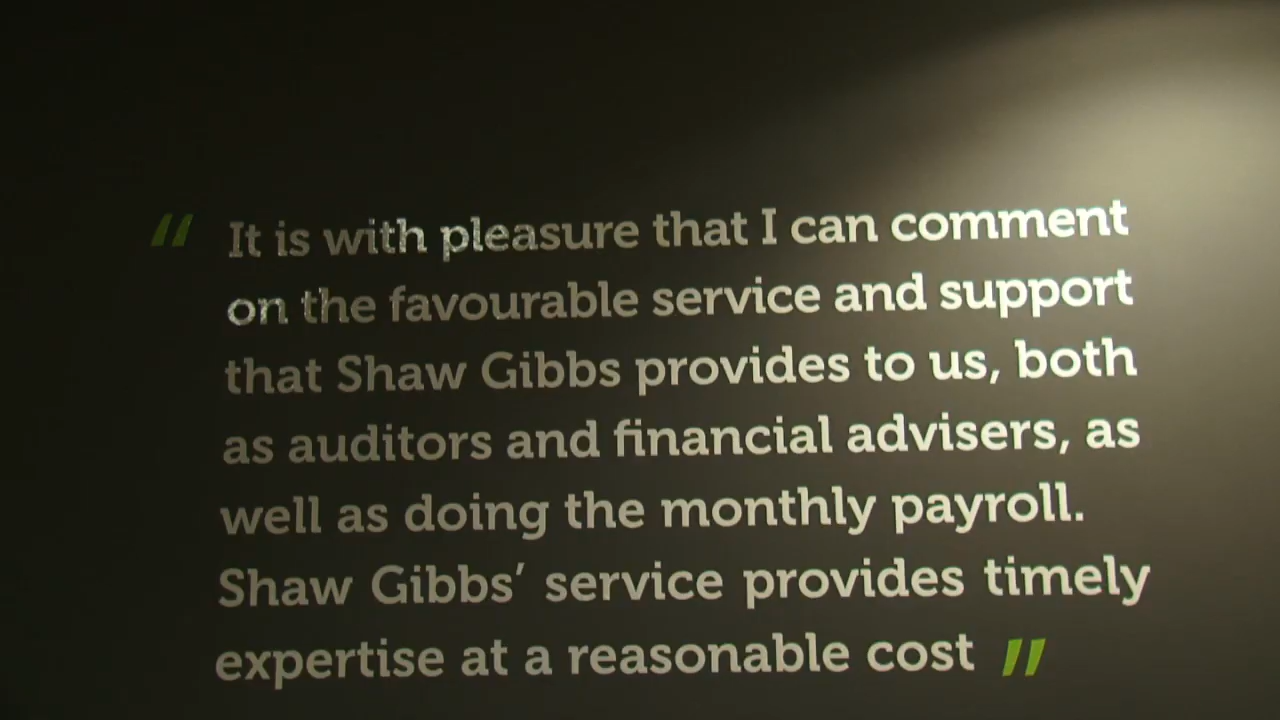 " It is with pleasure that I can comment
on the favourable service and support
that Shaw Gibbs provides to us, both
as auditors and financial advisers, as
well as doing the monthly payroll.
Shaw Gibbs’ service provides timely
expertise at a reasonable cost "